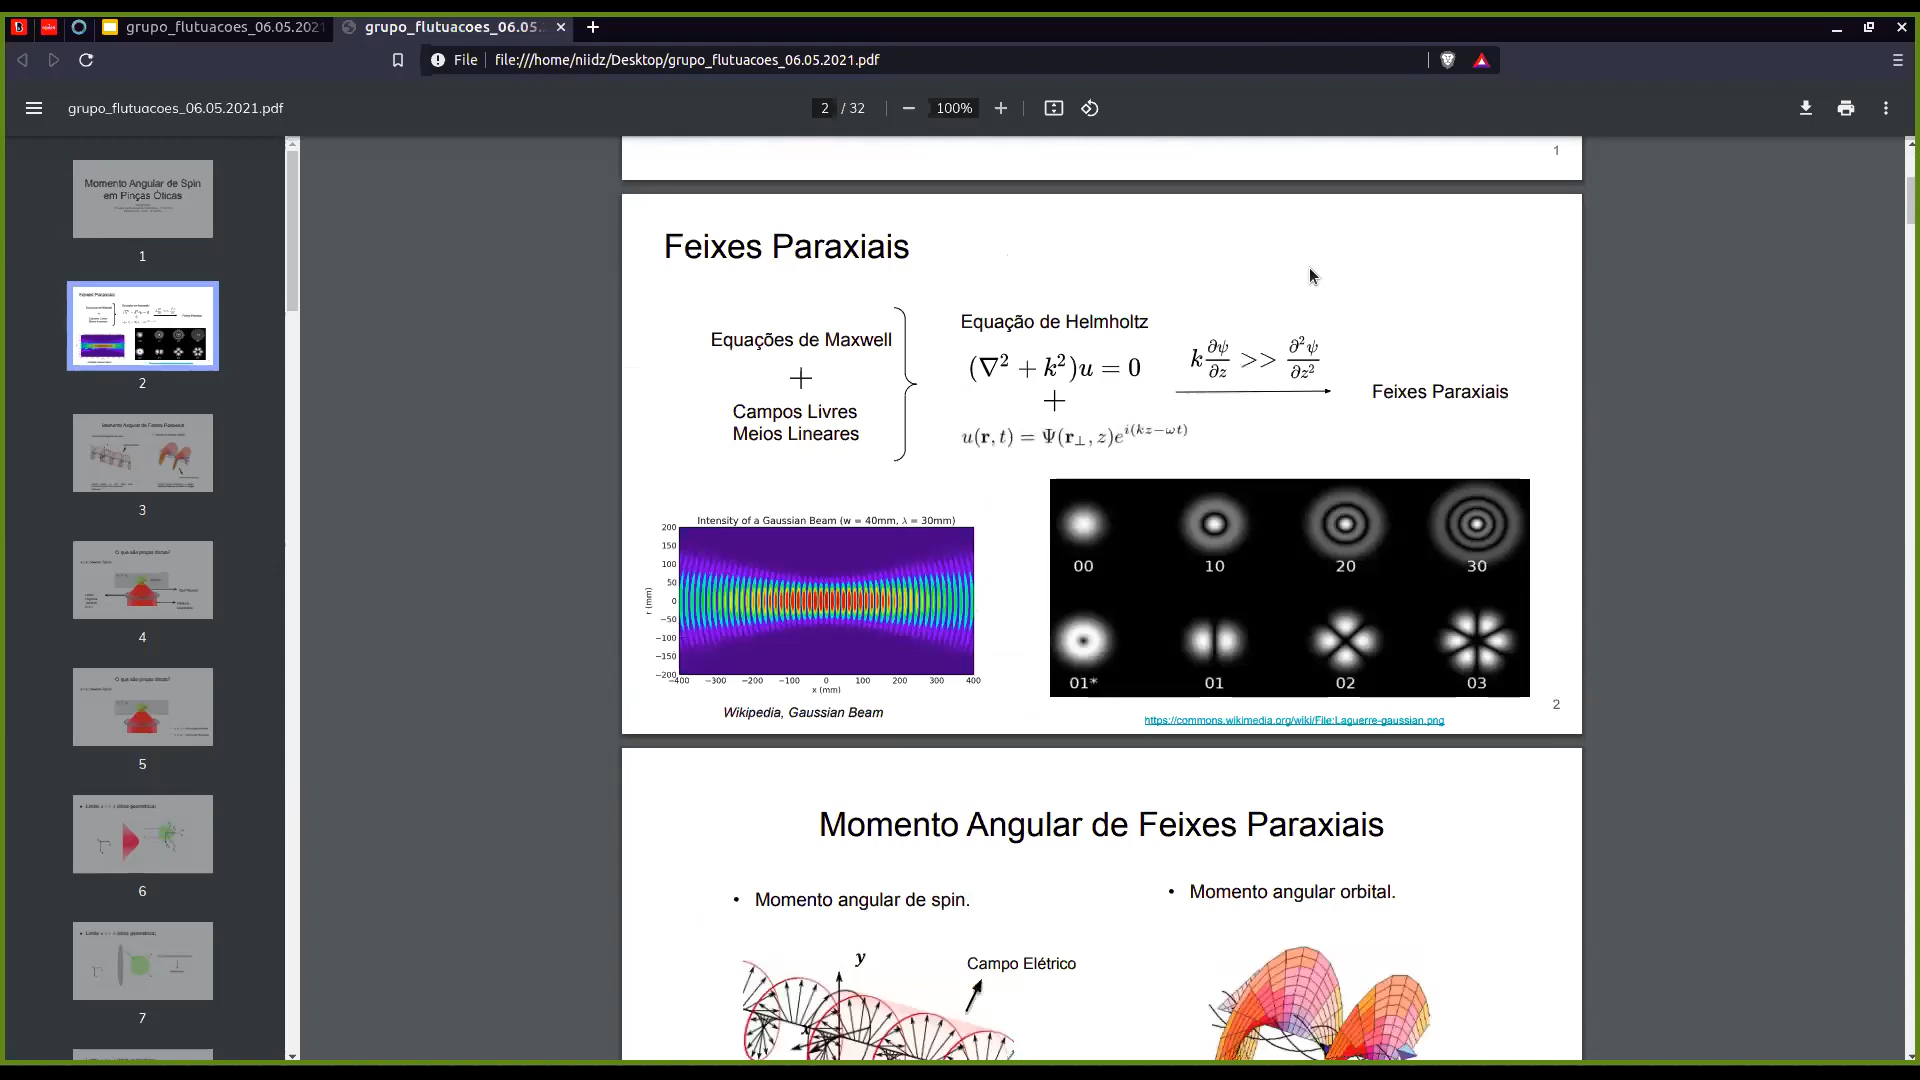 grupo_flutuacoes_06.05.2021
grupo_flutuacoes_06.05.
File
file:///home/niidz/Desktop/grupo_flutuacoes_06.05.2021.pdf
grupo_flutuacoes_06.05.2021.pdf
2 / 32
100%
Momento Angular de Spin
em Pinças Óticas
1
2
3
4
5
6
7
1
Feixes Paraxiais
Equações de Maxwell
+
Campos Livres
Meios Lineares
Equação de Helmholtz
(∇² + k²)u = 0
+
u(r, t) = Ψ(r⊥, z)e^{i(kz−ωt)}
k ∂ψ/∂z >> ∂²ψ/∂z²
Feixes Paraxiais
Intensity of a Gaussian Beam (w = 40mm, λ = 30mm)
200
150
100
50
0
−50
−100
−150
−200
r (mm)
−400 −300 −200 −100 0 100 200 300 400
x (mm)
Wikipedia, Gaussian Beam
00 10 20 30
01* 01 02 03
https://commons.wikimedia.org/wiki/File:Laguerre-gaussian.png
2
Momento Angular de Feixes Paraxiais
• Momento angular de spin.
• Momento angular orbital.
y
Campo Elétrico
x